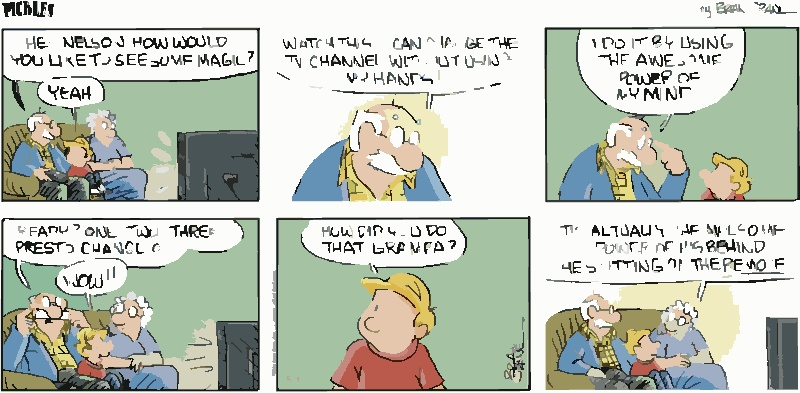 PICKLES
by BRIAN CRANE
HEY NELSON HOW WOULD
YOU LIKE TO SEE SOME MAGIC?
YEAH
WATCH THIS I CAN CHANGE THE
TV CHANNEL WITHOUT USING
MY HANDS!
I DO IT BY USING
THE AWESOME
POWER OF
MY MIND
READY? ONE TWO THREE
PRESTO CHANGE O
WOW!!
HOW DID YOU DO
THAT GRANDPA?
ACTUALLY THE AWESOME
POWER OF HIS BEHIND
HE'S SITTING ON THE REMOTE